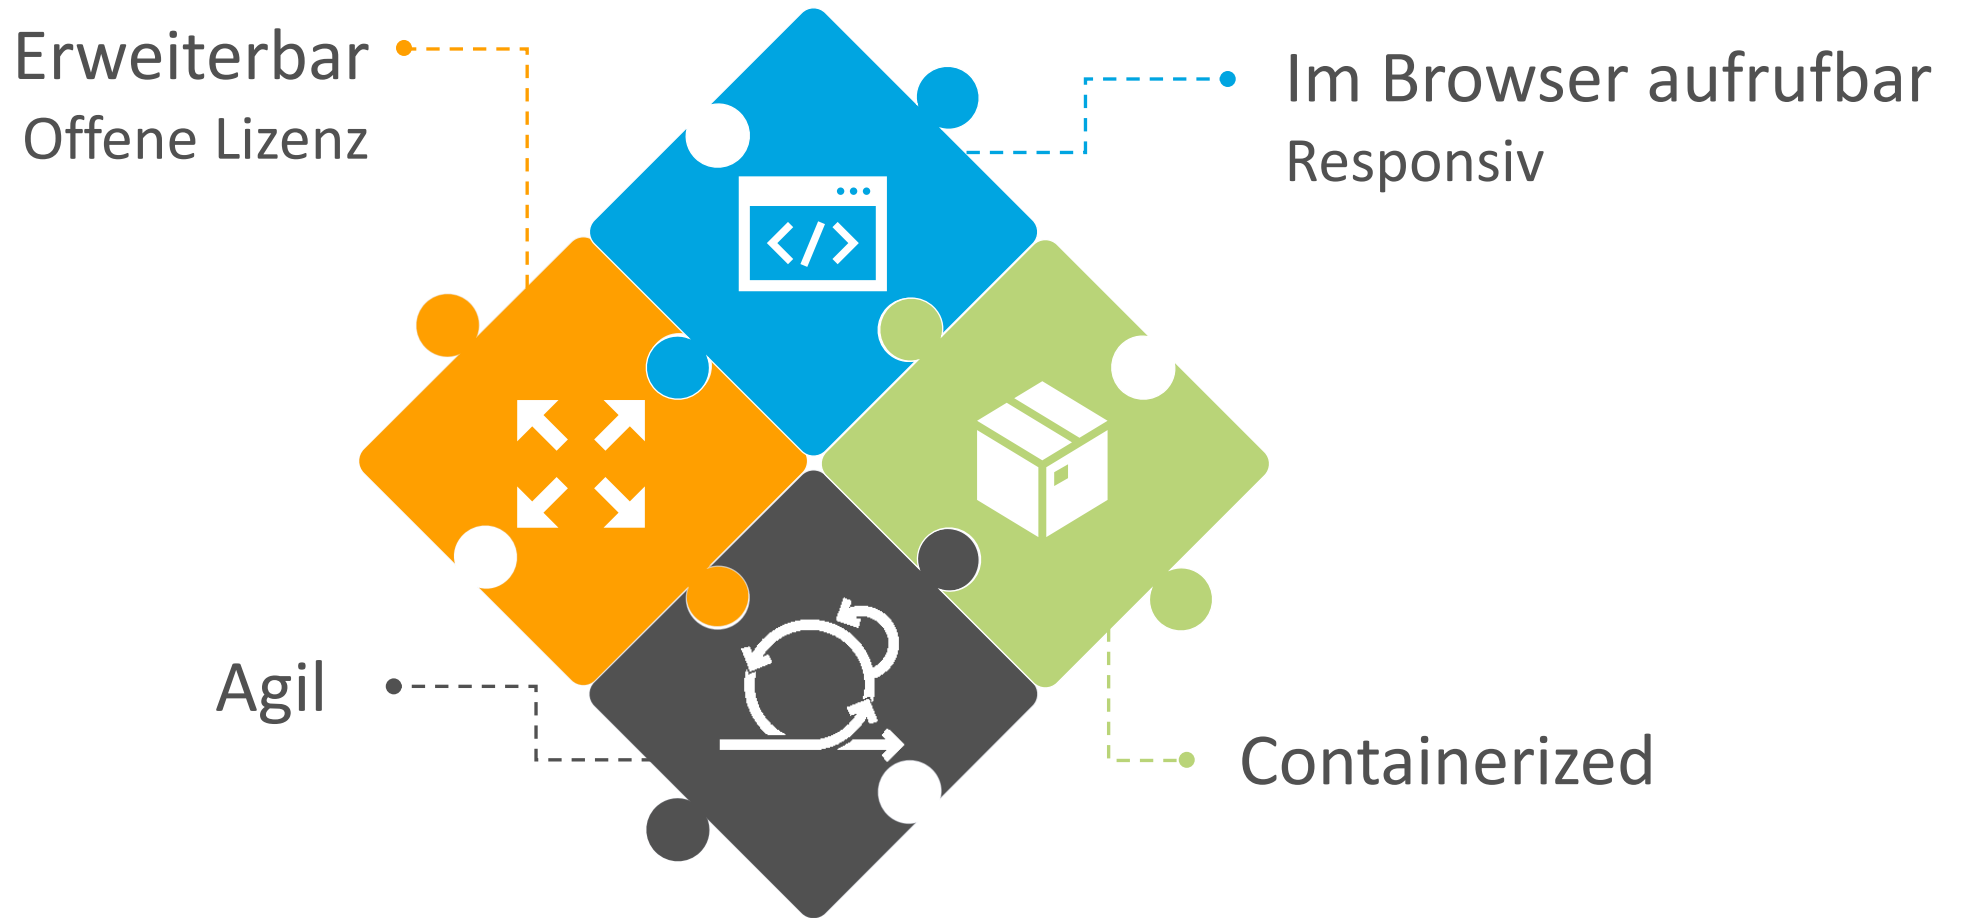 Erweiterbar
Offene Lizenz
Im Browser aufrufbar
Responsiv
</>
Agil
Containerized